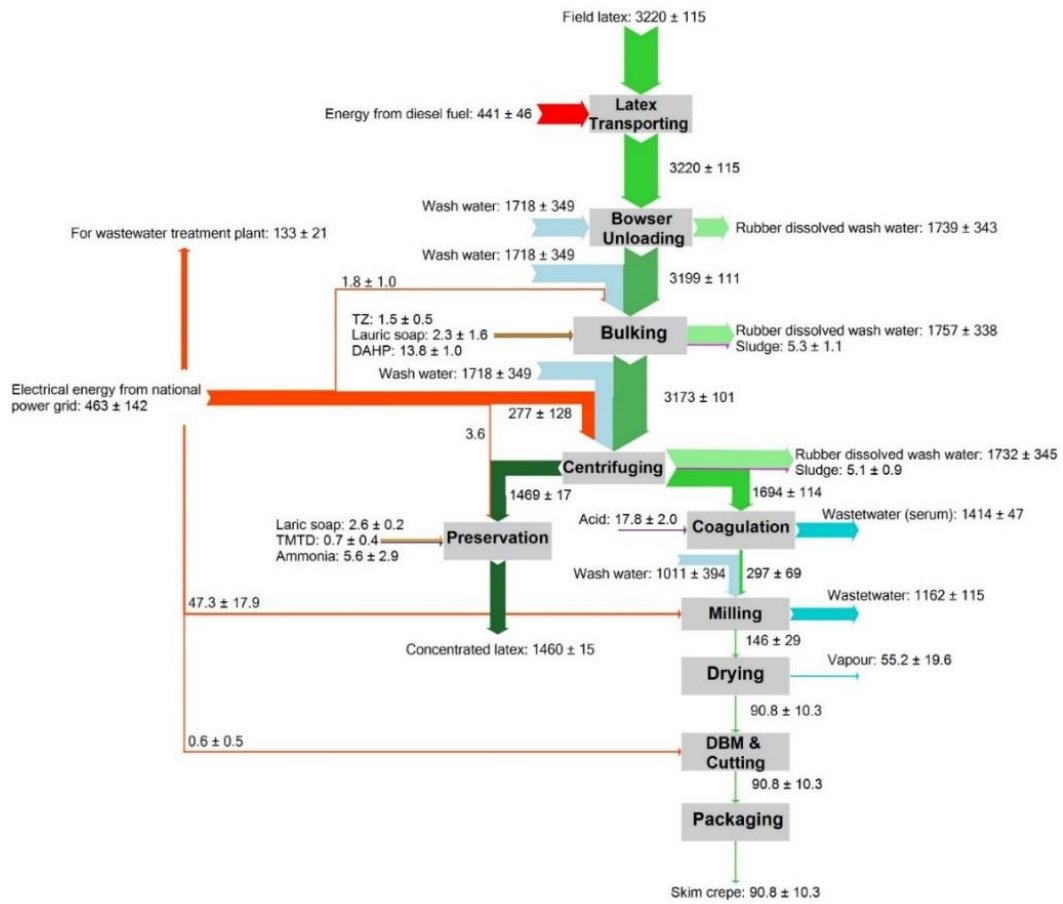 Field latex: 3220 ± 115
Latex
Transporting
Energy from diesel fuel: 441 ± 46
3220 ± 115
Wash water: 1718 ± 349
Bowser
Unloading
Rubber dissolved wash water: 1739 ± 343
For wastewater treatment plant: 133 ± 21
Wash water: 1718 ± 349
3199 ± 111
1.8 ± 1.0
TZ: 1.5 ± 0.5
Lauric soap: 2.3 ± 1.6
DAHP: 13.8 ± 1.0
Bulking
Rubber dissolved wash water: 1757 ± 338
Sludge: 5.3 ± 1.1
Wash water: 1718 ± 349
Electrical energy from national
power grid: 463 ± 142
3173 ± 101
277 ± 128
3.6
Centrifuging
Rubber dissolved wash water: 1732 ± 345
Sludge: 5.1 ± 0.9
1469 ± 17
1694 ± 114
Laric soap: 2.6 ± 0.2
TMTD: 0.7 ± 0.4
Ammonia: 5.6 ± 2.9
Preservation
Acid: 17.8 ± 2.0
Coagulation
Wastetwater (serum): 1414 ± 47
Wash water: 1011 ± 394
297 ± 69
47.3 ± 17.9
Milling
Wastetwater: 1162 ± 115
Concentrated latex: 1460 ± 15
146 ± 29
Drying
Vapour: 55.2 ± 19.6
90.8 ± 10.3
0.6 ± 0.5
DBM &
Cutting
90.8 ± 10.3
Packaging
Skim crepe: 90.8 ± 10.3